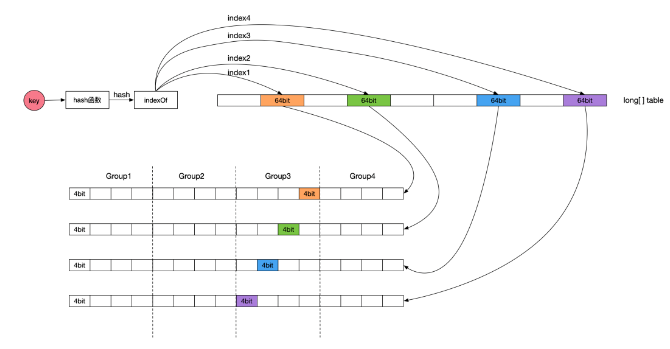 index4
index3
index2
index1
key
hash函数
hash
indexOf
64bit
64bit
64bit
64bit
long[ ] table
Group1
Group2
Group3
Group4
4bit
4bit
4bit
4bit
4bit
4bit
4bit
4bit